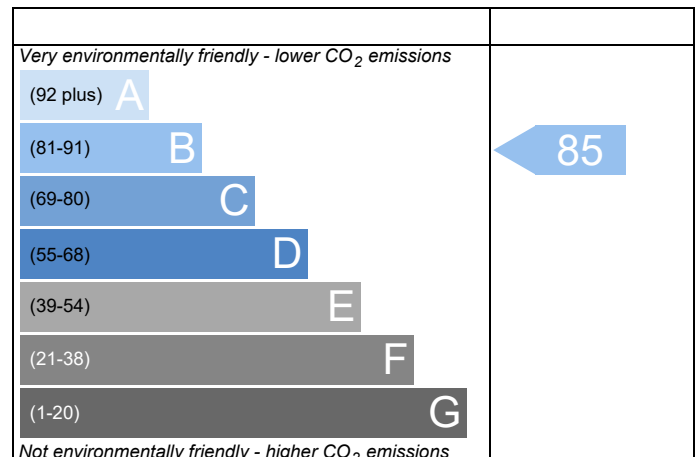 Very environmentally friendly - lower CO2 emissions
(92 plus) A
(81-91) B
85
(69-80) C
(55-68) D
(39-54) E
(21-38) F
(1-20) G
Not environmentally friendly - higher CO2 emissions